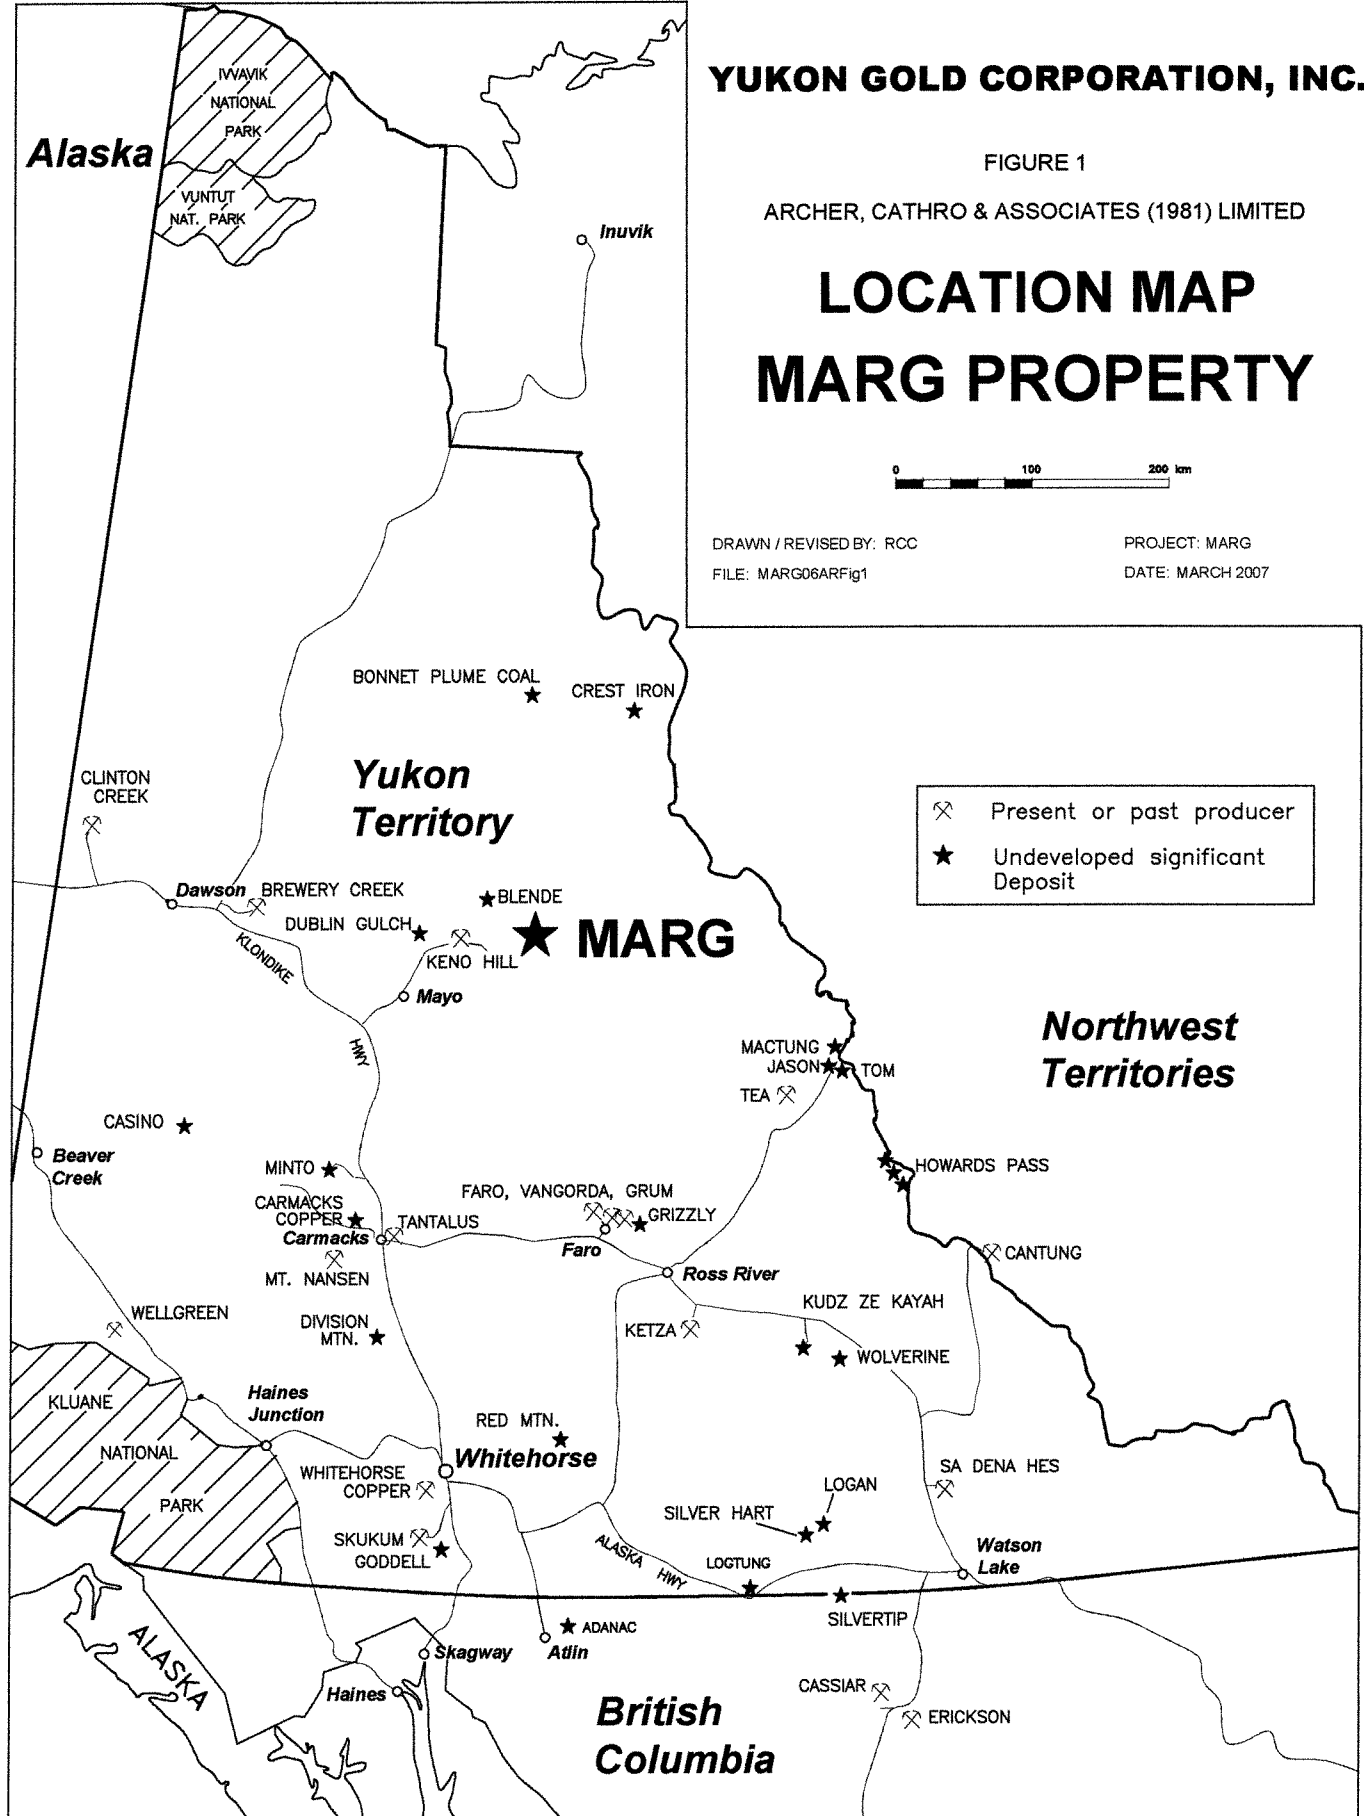 YUKON GOLD CORPORATION, INC.
FIGURE 1
ARCHER, CATHRO & ASSOCIATES (1981) LIMITED
LOCATION MAP
MARG PROPERTY
0 100 200 km
DRAWN / REVISED BY: RCC
PROJECT: MARG
FILE: MARG06ARFig1
DATE: MARCH 2007
IVVAVIK
NATIONAL
PARK
Alaska
VUNTUT
NAT. PARK
Inuvik
BONNET PLUME COAL
CREST IRON
Yukon
Territory
CLINTON
CREEK
Present or past producer
Undeveloped significant
Deposit
Dawson
BREWERY CREEK
BLENDE
DUBLIN GULCH
MARG
KENO HILL
KLONDIKE
HWY
Mayo
Northwest
Territories
MACTUNG
JASON
TOM
TEA
CASINO
Beaver
Creek
MINTO
HOWARDS PASS
CARMACKS
COPPER
FARO, VANGORDA, GRUM
GRIZZLY
TANTALUS
Carmacks
Faro
CANTUNG
MT. NANSEN
Ross River
WELLGREEN
DIVISION
MTN.
KUDZ ZE KAYAH
KETZA
WOLVERINE
KLUANE
NATIONAL
PARK
Haines
Junction
RED MTN.
Whitehorse
WHITEHORSE
COPPER
SA DENA HES
LOGAN
SILVER HART
SKUKUM
GODDELL
ALASKA
HWY
LOGTUNG
Watson
Lake
SILVERTIP
ADANAC
Atlin
Skagway
ALASKA
Haines
CASSIAR
ERICKSON
British
Columbia